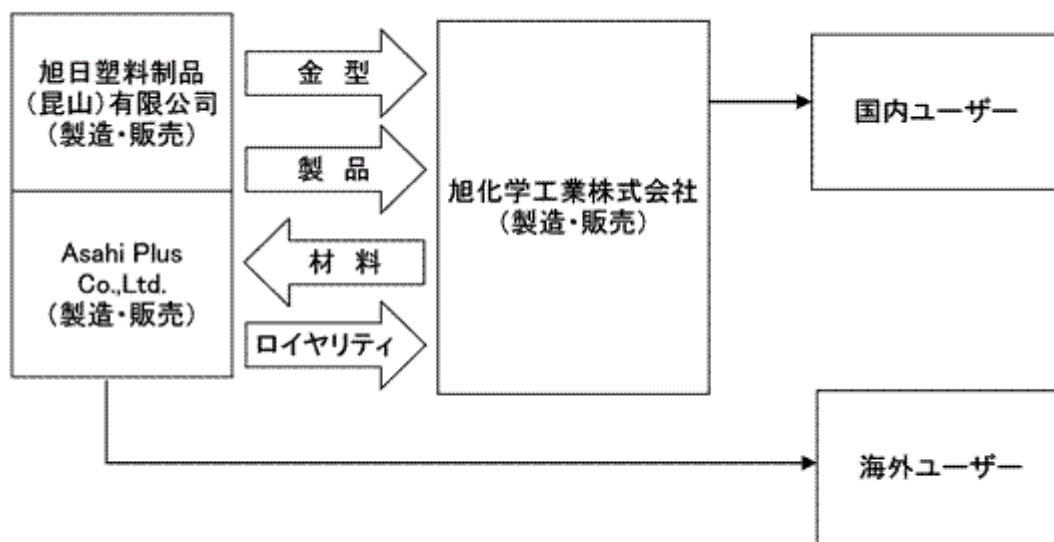 旭日塑料制品
（昆山）有限公司
（製造・販売）
Asahi Plus
Co.,Ltd.
（製造・販売）
金 型
製 品
材 料
ロイヤリティ
旭化学工業株式会社
（製造・販売）
国内ユーザー
海外ユーザー